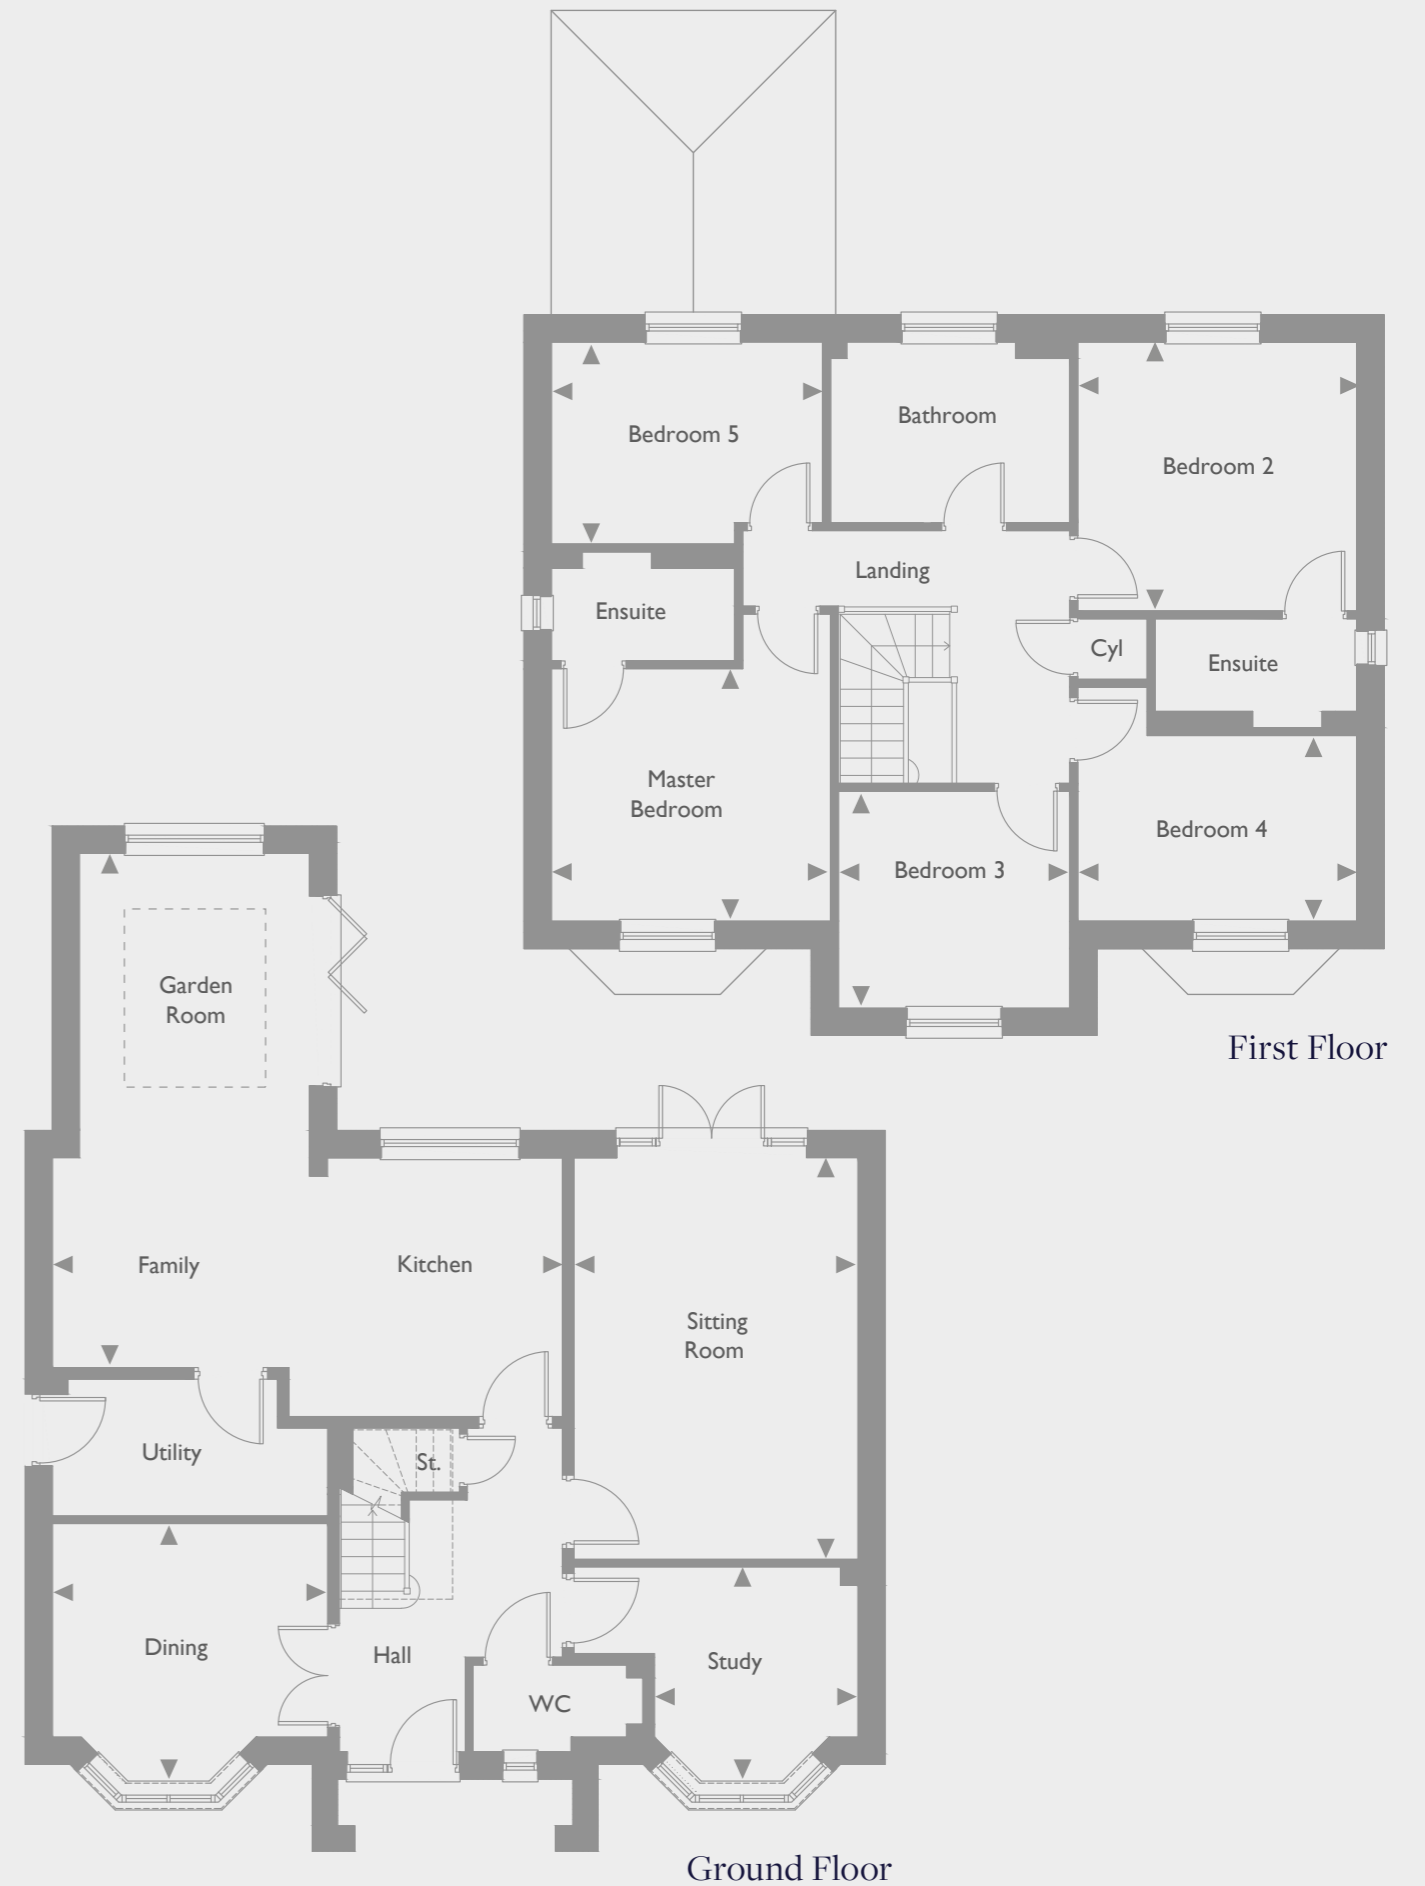 Bedroom 5
Bathroom
Bedroom 2
Landing
Ensuite
Cyl
Ensuite
Master
Bedroom
Bedroom 4
Bedroom 3
First Floor
Garden
Room
Family
Kitchen
Sitting
Room
Utility
St.
Dining
Hall
Study
WC
Ground Floor